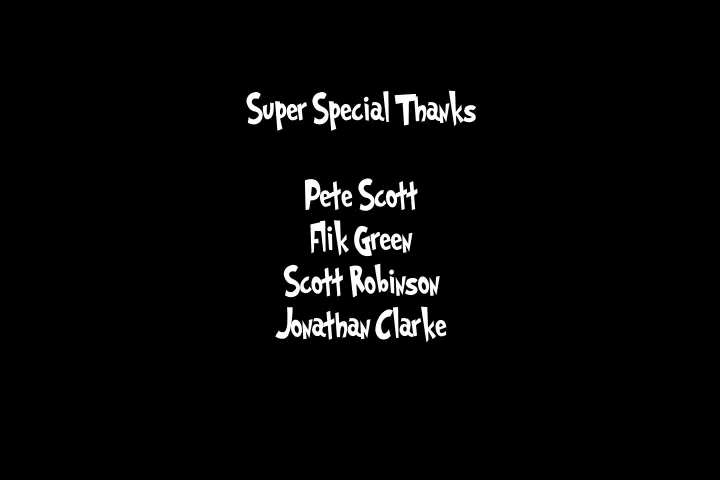 Super Special Thanks
Pete Scott
Flik Green
Scott Robinson
Jonathan Clarke